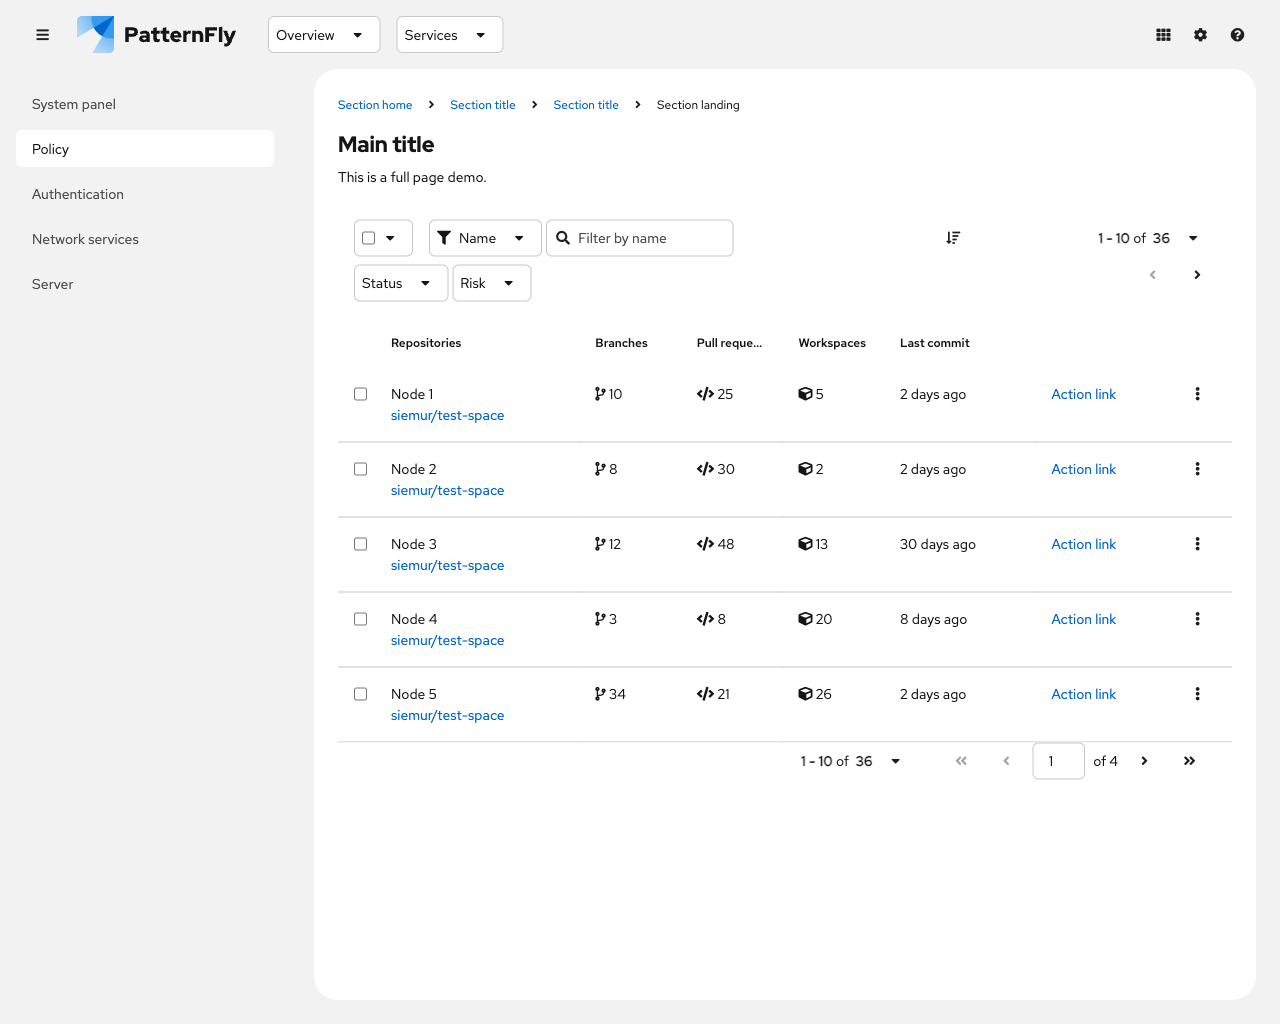 PatternFly Overview Services
System panel
Policy
Authentication
Network services
Server
Section home Section title Section title Section landing
Main title
This is a full page demo.
Name Filter by name 1 - 10 of 36
Status Risk
Repositories Branches Pull reque... Workspaces Last commit
Node 1 10 25 5 2 days ago Action link
siemur/test-space
Node 2 8 30 2 2 days ago Action link
siemur/test-space
Node 3 12 48 13 30 days ago Action link
siemur/test-space
Node 4 3 8 20 8 days ago Action link
siemur/test-space
Node 5 34 21 26 2 days ago Action link
siemur/test-space
1 - 10 of 36 1 of 4